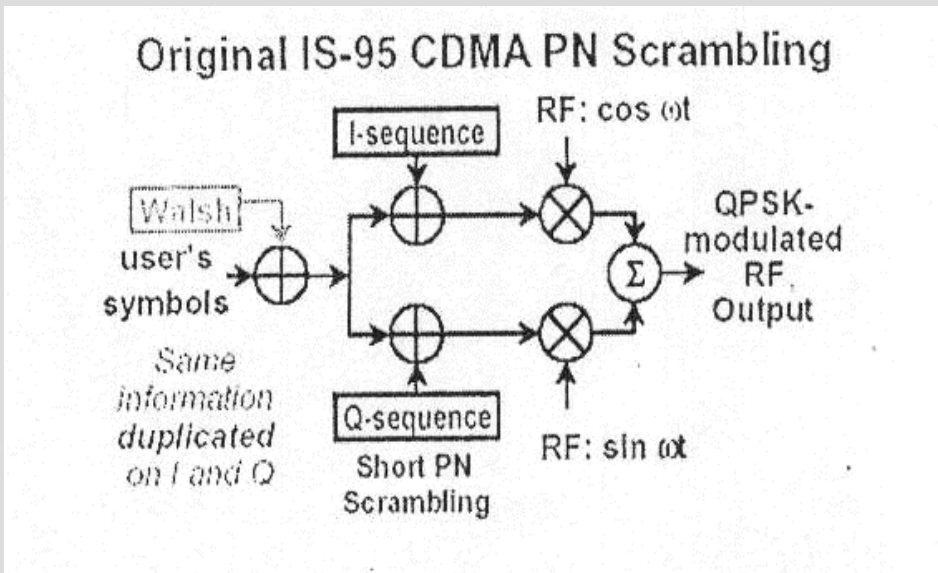 Original IS-95 CDMA PN Scrambling
I-sequence
RF: cos ωt
Walsh
user's
symbols
QPSK-
modulated
RF
Output
Σ
Same
information
duplicated
on I and Q
Q-sequence
Short PN
Scrambling
RF: sin ωt